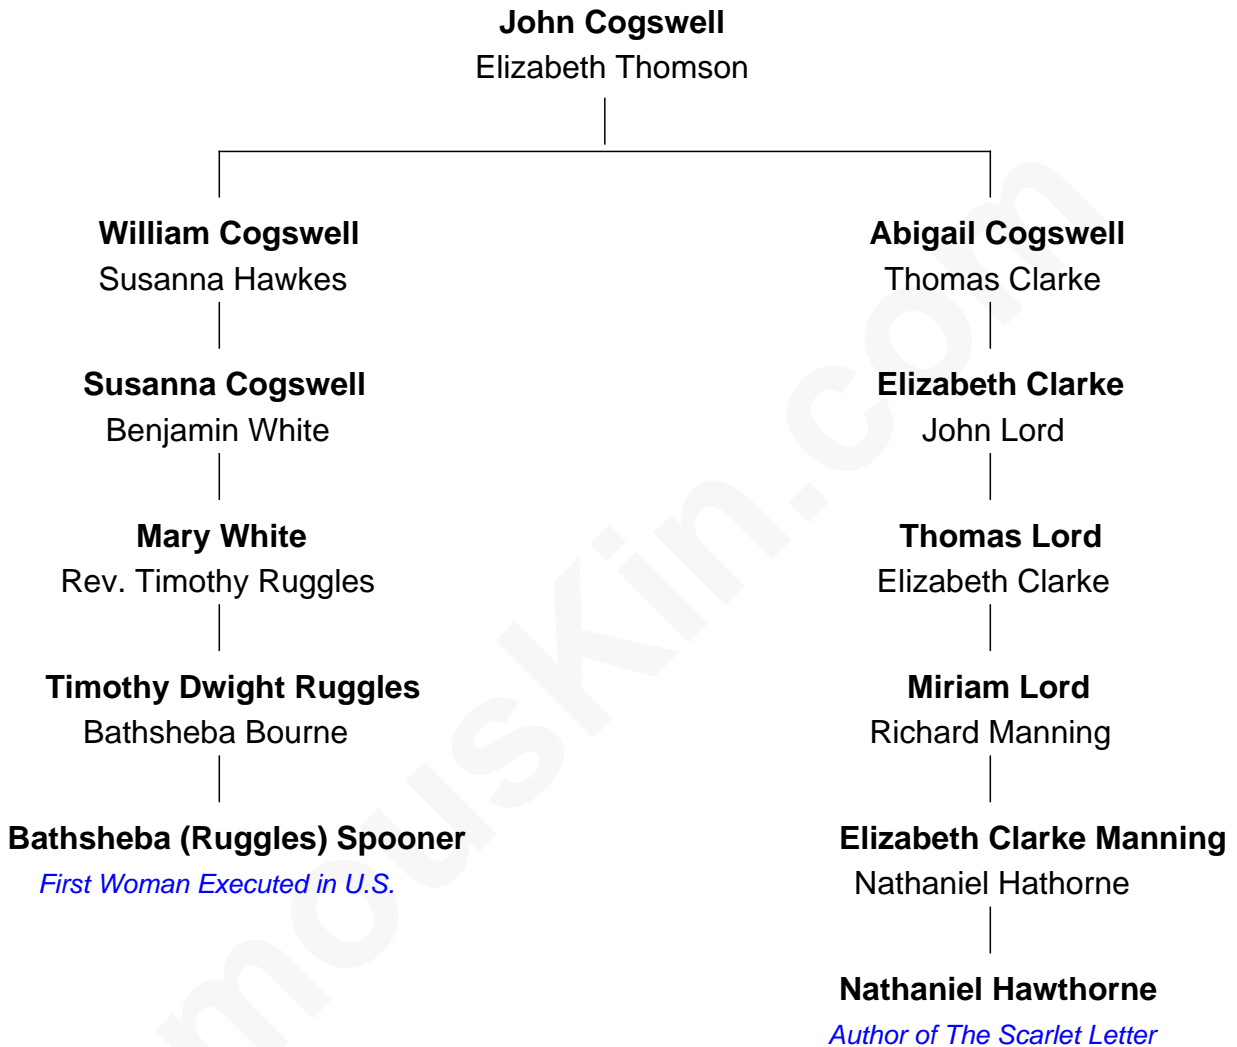 John Cogswell
Elizabeth Thomson
William Cogswell
Susanna Hawkes
Abigail Cogswell
Thomas Clarke
Susanna Cogswell
Benjamin White
Elizabeth Clarke
John Lord
Mary White
Rev. Timothy Ruggles
Thomas Lord
Elizabeth Clarke
Timothy Dwight Ruggles
Bathsheba Bourne
Miriam Lord
Richard Manning
Bathsheba (Ruggles) Spooner
First Woman Executed in U.S.
Elizabeth Clarke Manning
Nathaniel Hathorne
Nathaniel Hawthorne
Author of The Scarlet Letter
mousKin.com